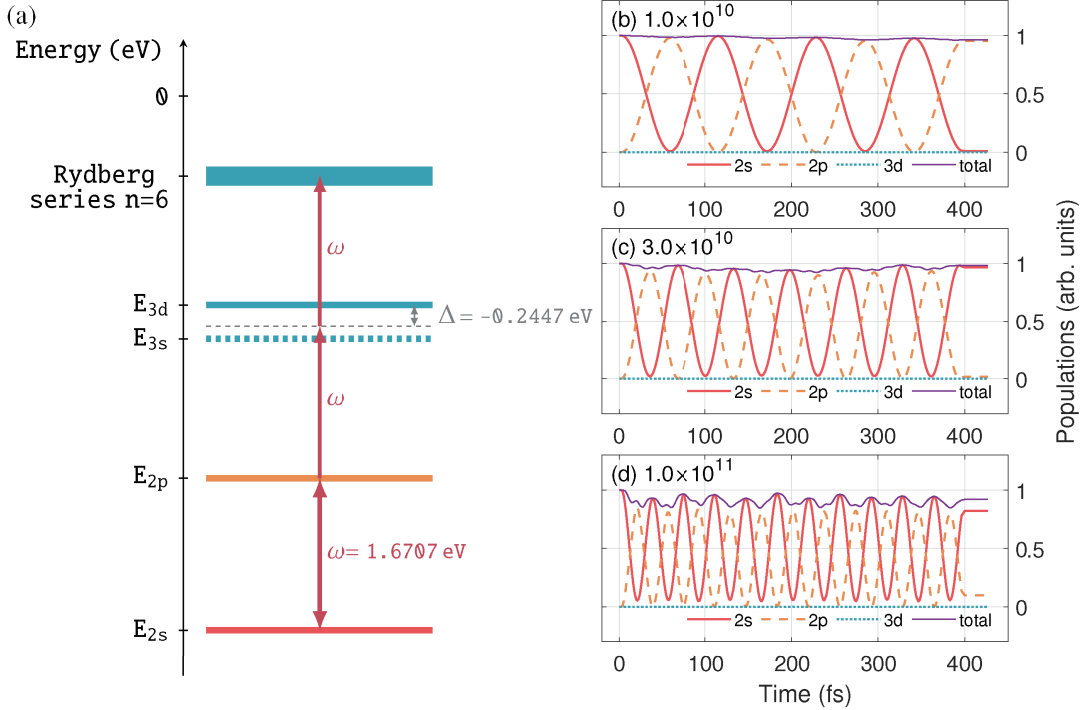 (a)
Energy (eV)
0
Rydberg
series n=6
ω
E3d
Δ = -0.2447 eV
E3s
ω
E2p
ω= 1.6707 eV
E2s
(b) 1.0×10^10
1
0.5
0
2s 2p 3d total
0 100 200 300 400
(c) 3.0×10^10
1
0.5
0
2s 2p 3d total
0 100 200 300 400
(d) 1.0×10^11
1
0.5
0
2s 2p 3d total
0 100 200 300 400
Time (fs)
Populations (arb. units)